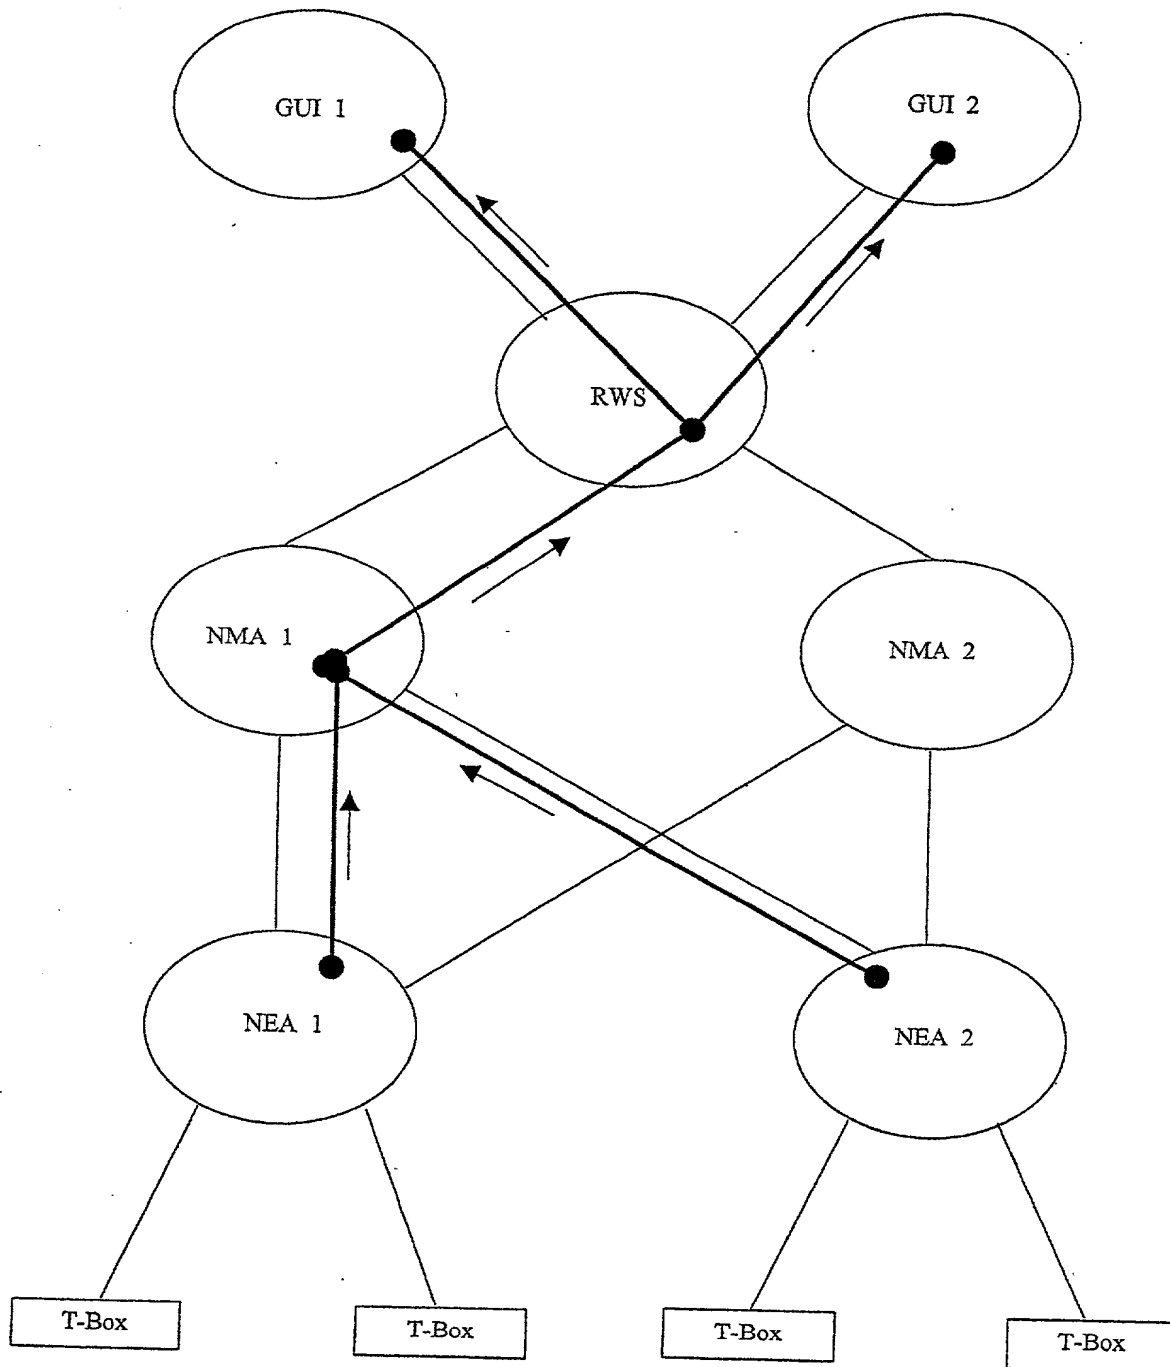 GUI 1
GUI 2
RWS
NMA 1
NMA 2
NEA 1
NEA 2
T-Box
T-Box
T-Box
T-Box